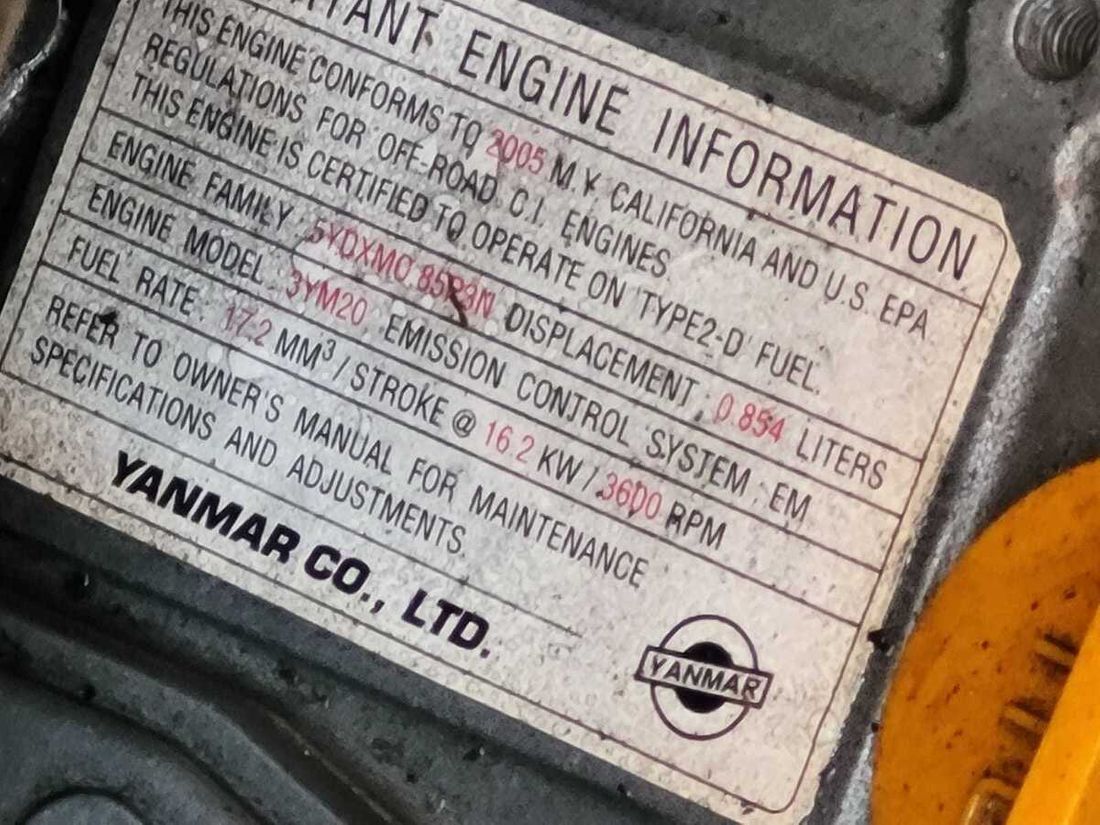 ENGINE INFORMATION
THIS ENGINE CONFORMS TO 2005 M.Y. CALIFORNIA AND U.S. EPA
REGULATIONS FOR OFF-ROAD C.I. ENGINES.
THIS ENGINE IS CERTIFIED TO OPERATE ON TYPE2-D FUEL.
ENGINE FAMILY : DISPLACEMENT : 0.854 LITERS
ENGINE MODEL : 3YM20 EMISSION CONTROL SYSTEM : EM
FUEL RATE : 17.2 MM³/STROKE @ 16.2 KW / 3600 RPM
REFER TO OWNER'S MANUAL FOR MAINTENANCE
SPECIFICATIONS AND ADJUSTMENTS.
YANMAR CO., LTD.
YANMAR